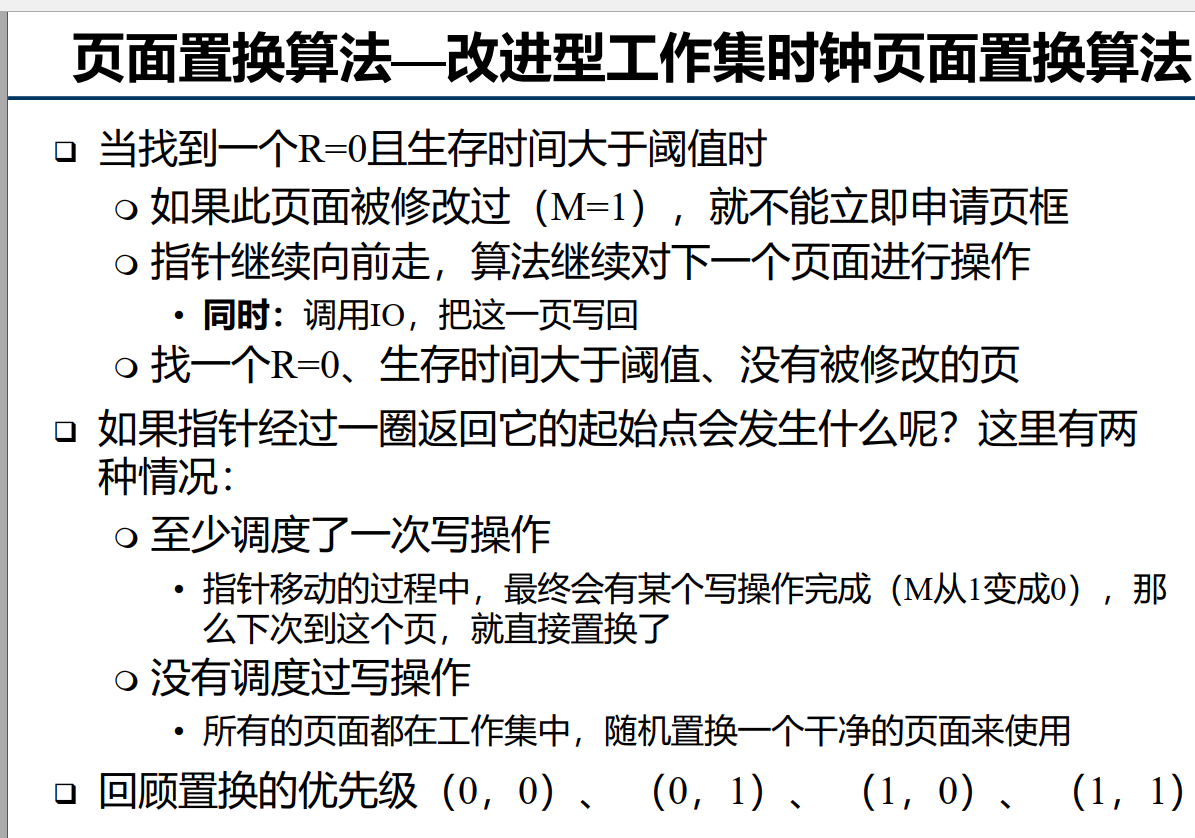 页面置换算法—改进型工作集时钟页面置换算法
❑ 当找到一个R=0且生存时间大于阈值时
❍ 如果此页面被修改过（M=1），就不能立即申请页框
❍ 指针继续向前走，算法继续对下一个页面进行操作
• 同时：调用IO，把这一页写回
❍ 找一个R=0、生存时间大于阈值、没有被修改的页
❑ 如果指针经过一圈返回它的起始点会发生什么呢？这里有两
种情况：
❍ 至少调度了一次写操作
• 指针移动的过程中，最终会有某个写操作完成（M从1变成0），那
么下次到这个页，就直接置换了
❍ 没有调度过写操作
• 所有的页面都在工作集中，随机置换一个干净的页面来使用
❑ 回顾置换的优先级（0，0）、（0，1）、（1，0）、（1，1）